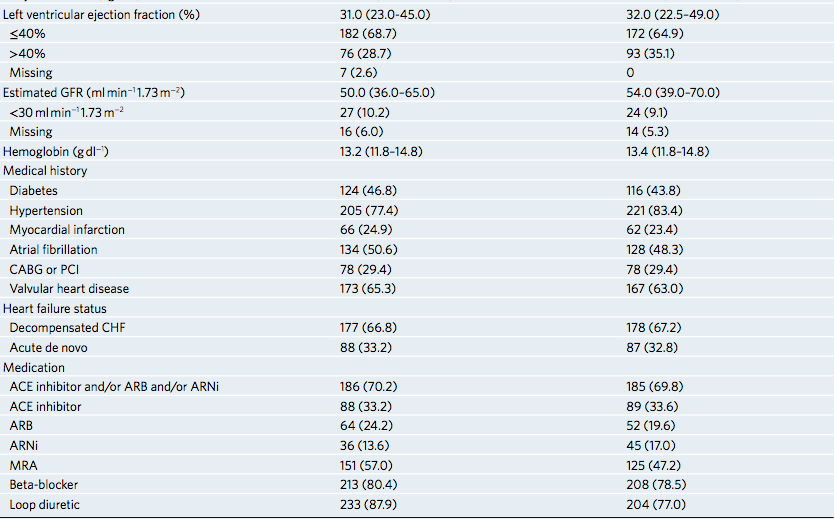 Left ventricular ejection fraction (%) 31.0 (23.0–45.0) 32.0 (22.5–49.0)
≤40% 182 (68.7) 172 (64.9)
>40% 76 (28.7) 93 (35.1)
Missing 7 (2.6) 0
Estimated GFR (ml min⁻¹ 1.73 m⁻²) 50.0 (36.0–65.0) 54.0 (39.0–70.0)
<30 ml min⁻¹ 1.73 m⁻² 27 (10.2) 24 (9.1)
Missing 16 (6.0) 14 (5.3)
Hemoglobin (g dl⁻¹) 13.2 (11.8–14.8) 13.4 (11.8–14.8)
Medical history
Diabetes 124 (46.8) 116 (43.8)
Hypertension 205 (77.4) 221 (83.4)
Myocardial infarction 66 (24.9) 62 (23.4)
Atrial fibrillation 134 (50.6) 128 (48.3)
CABG or PCI 78 (29.4) 78 (29.4)
Valvular heart disease 173 (65.3) 167 (63.0)
Heart failure status
Decompensated CHF 177 (66.8) 178 (67.2)
Acute de novo 88 (33.2) 87 (32.8)
Medication
ACE inhibitor and/or ARB and/or ARNi 186 (70.2) 185 (69.8)
ACE inhibitor 88 (33.2) 89 (33.6)
ARB 64 (24.2) 52 (19.6)
ARNi 36 (13.6) 45 (17.0)
MRA 151 (57.0) 125 (47.2)
Beta-blocker 213 (80.4) 208 (78.5)
Loop diuretic 233 (87.9) 204 (77.0)